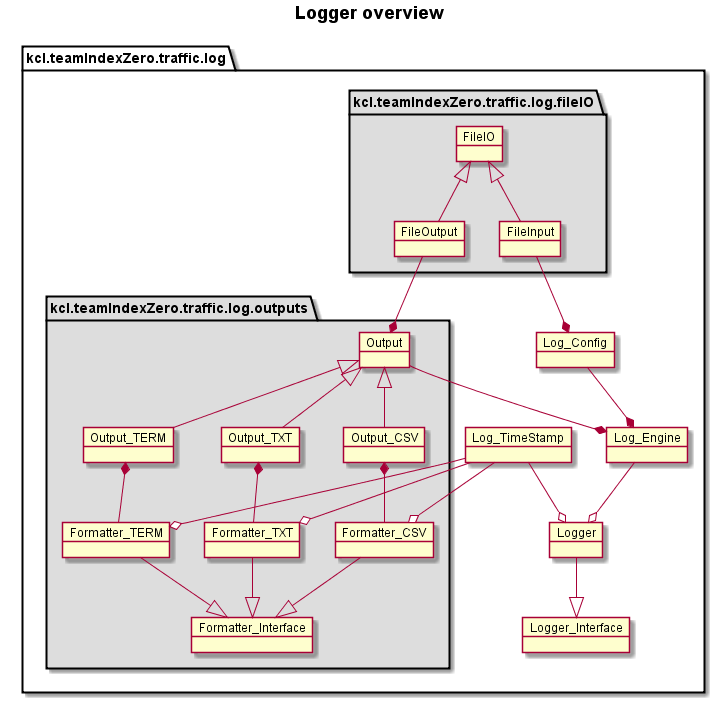 Logger overview
kcl.teamIndexZero.traffic.log
kcl.teamIndexZero.traffic.log.fileIO
FileIO
FileOutput
FileInput
kcl.teamIndexZero.traffic.log.outputs
Output
Log_Config
Output_TERM
Output_TXT
Output_CSV
Log_TimeStamp
Log_Engine
Formatter_TERM
Formatter_TXT
Formatter_CSV
Logger
Formatter_Interface
Logger_Interface